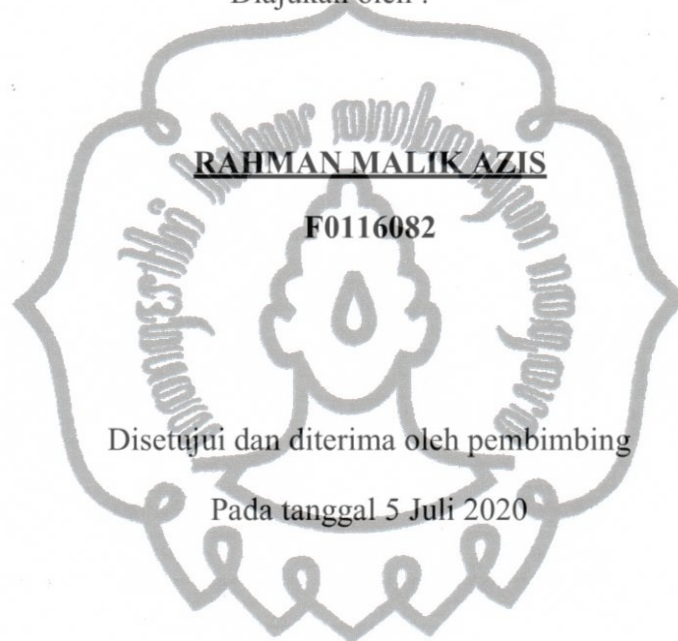 Diajukan oleh :
RAHMAN MALIK AZIS
F0116082
Disetujui dan diterima oleh pembimbing
Pada tanggal 5 Juli 2020